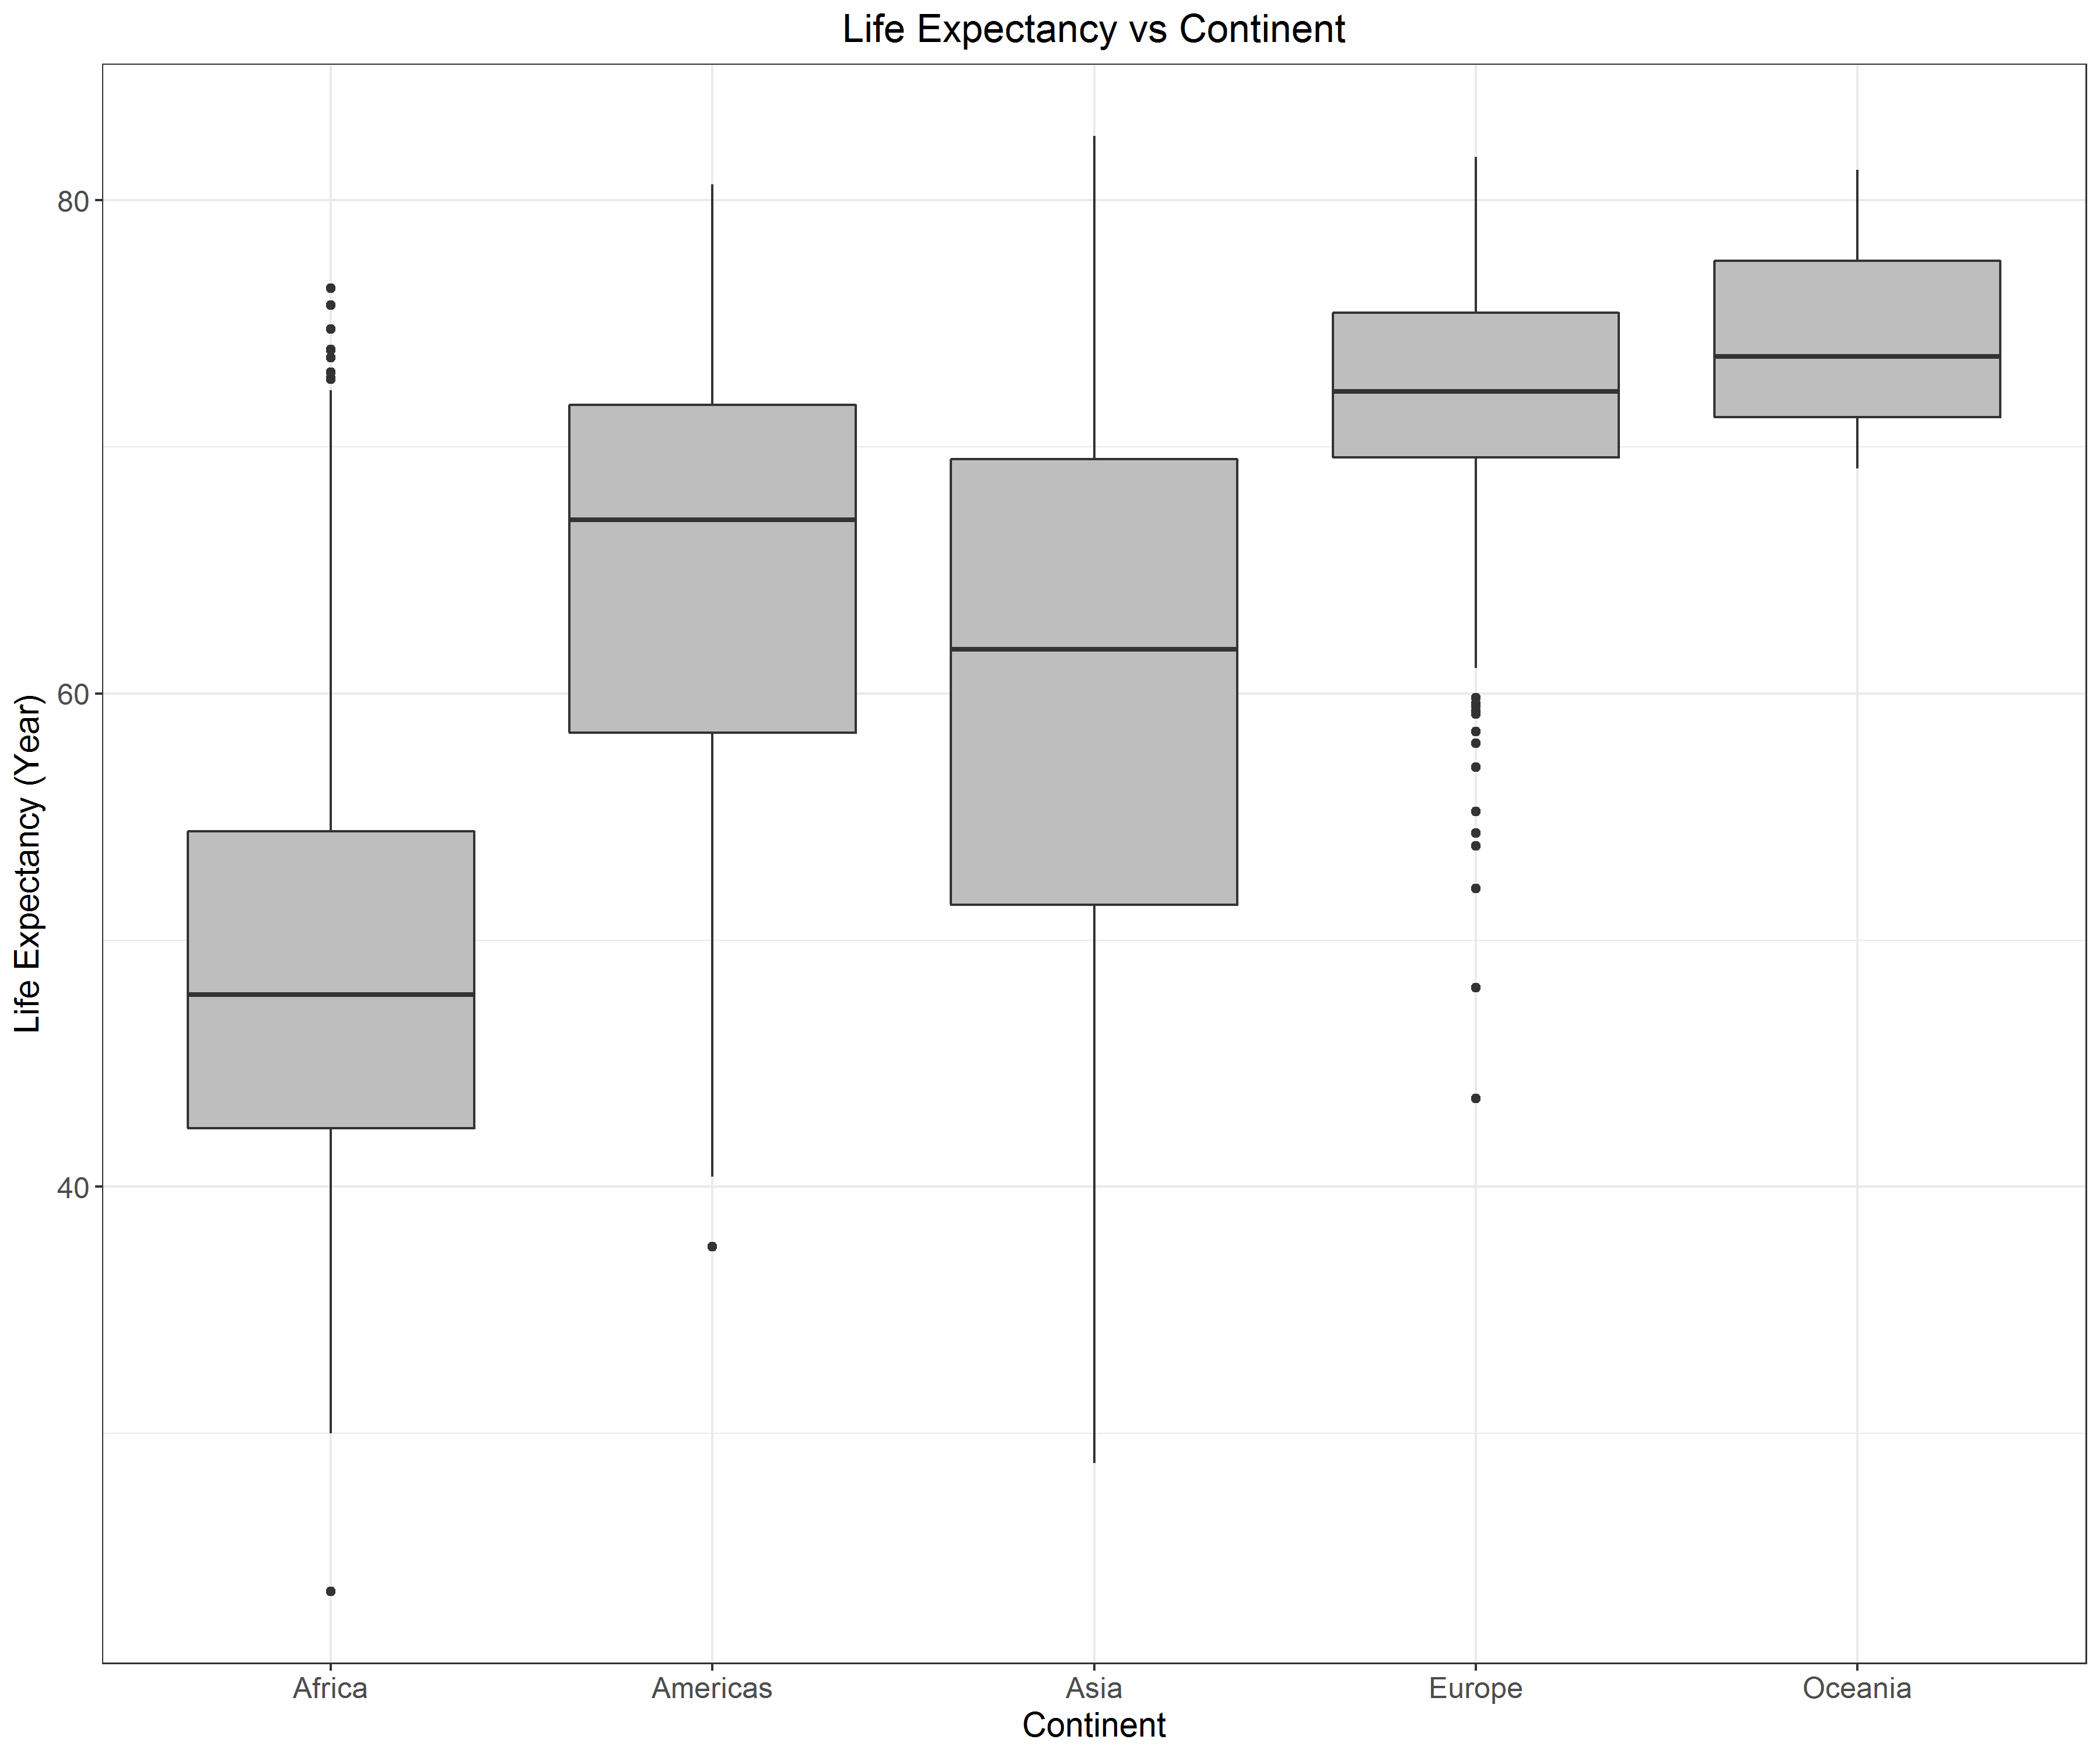 Life Expectancy vs Continent
Life Expectancy (Year)
80
60
40
Africa Americas Asia Europe Oceania
Continent